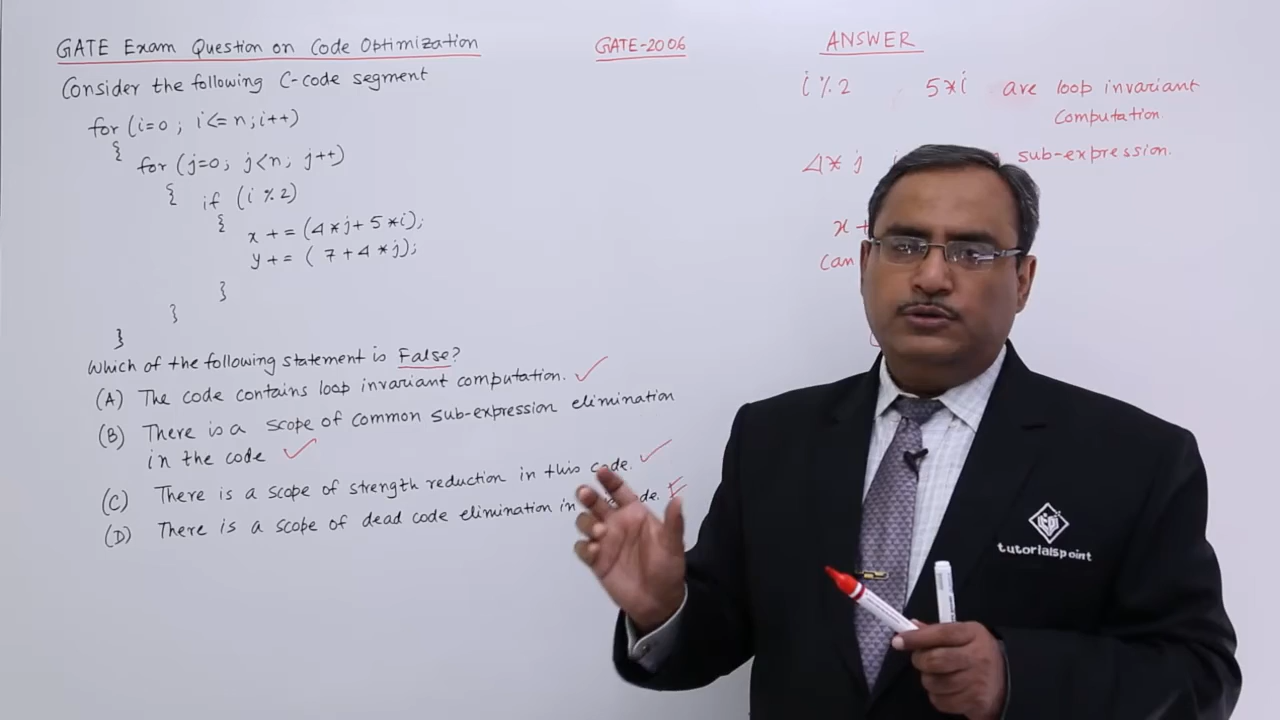 GATE Exam Question on Code Optimization
GATE-2006
Consider the following C-code segment
for (i=0 ; i<= n; i++)
{
for (j=0; j<n; j++)
{ if (i % 2)
{ x += (4*j+5*i);
y += (7+4*j);
}
}
}
Which of the following statement is False?
(A) The code contains loop invariant computation. ✓
(B) There is a scope of common sub-expression elimination
in the code ✓
(C) There is a scope of strength reduction in this code. ✓
(D) There is a scope of dead code elimination in
ANSWER
i % 2 5*i are loop invariant
Computation.
4* j sub-expression.
x +
can
tutorialspoint